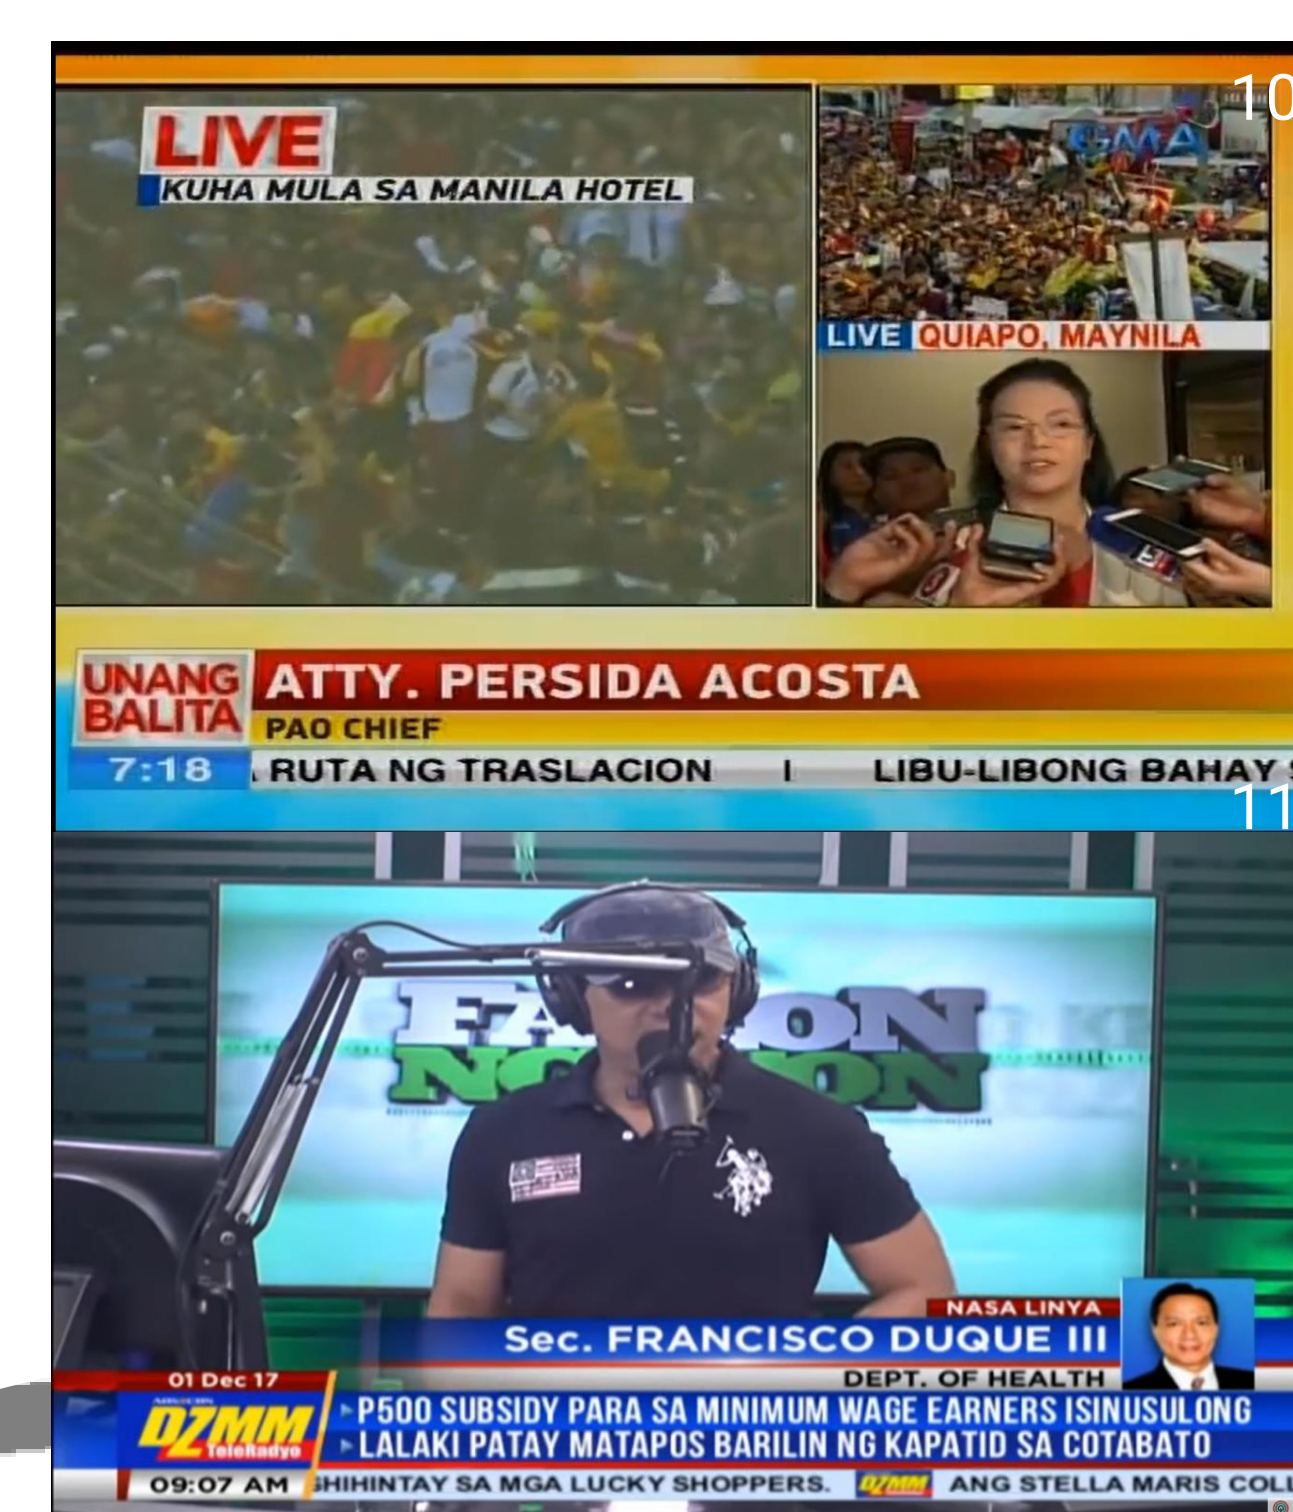 10
LIVE
KUHA MULA SA MANILA HOTEL
GMA
LIVE QUIAPO, MAYNILA
UNANG BALITA
ATTY. PERSIDA ACOSTA
PAO CHIEF
7:18 RUTA NG TRASLACION | LIBU-LIBONG BAHAY
11
NASA LINYA
Sec. FRANCISCO DUQUE III
DEPT. OF HEALTH
01 Dec 17
DZMM
TeleRadyo
P500 SUBSIDY PARA SA MINIMUM WAGE EARNERS ISINUSULONG
LALAKI PATAY MATAPOS BARILIN NG KAPATID SA COTABATO
09:07 AM SHIHINTAY SA MGA LUCKY SHOPPERS. DZMM ANG STELLA MARIS COLL